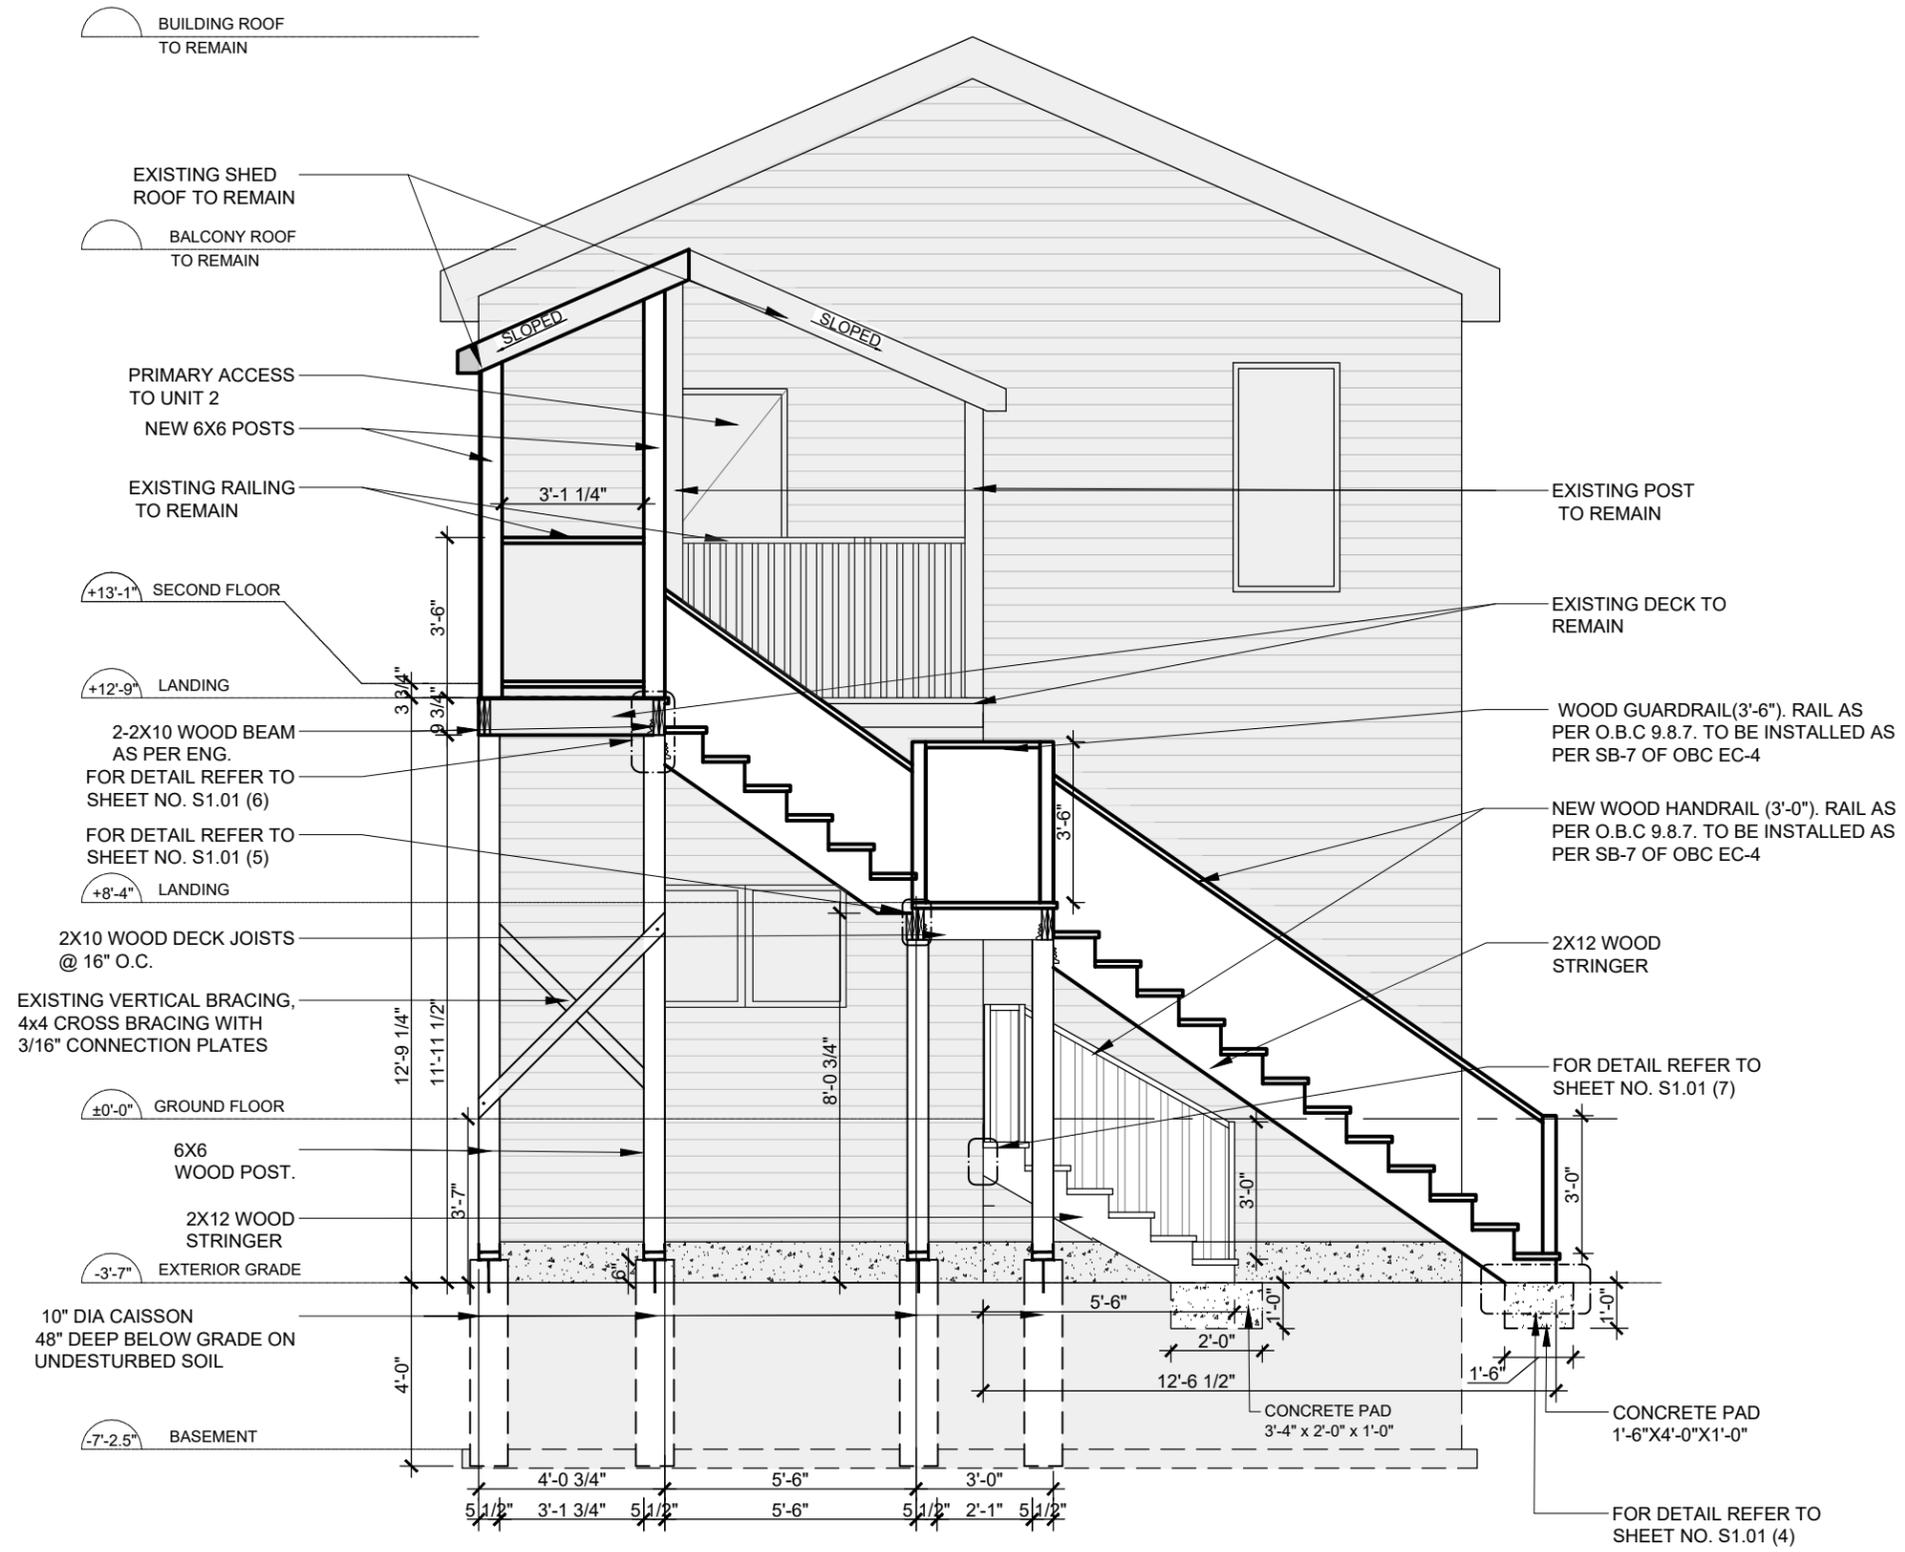 BUILDING ROOF
TO REMAIN
EXISTING SHED
ROOF TO REMAIN
BALCONY ROOF
TO REMAIN
SLOPED
SLOPED
PRIMARY ACCESS
TO UNIT 2
NEW 6X6 POSTS
EXISTING RAILING
TO REMAIN
3'-1 1/4"
EXISTING POST
TO REMAIN
+13'-1"
SECOND FLOOR
3'-6"
EXISTING DECK TO
REMAIN
+12'-9"
LANDING
3 3/4"
9 3/4"
2-2X10 WOOD BEAM
AS PER ENG.
FOR DETAIL REFER TO
SHEET NO. S1.01 (6)
FOR DETAIL REFER TO
SHEET NO. S1.01 (5)
WOOD GUARDRAIL(3'-6"). RAIL AS
PER O.B.C 9.8.7. TO BE INSTALLED AS
PER SB-7 OF OBC EC-4
NEW WOOD HANDRAIL (3'-0"). RAIL AS
PER O.B.C 9.8.7. TO BE INSTALLED AS
PER SB-7 OF OBC EC-4
3'-6"
+8'-4"
LANDING
2X10 WOOD DECK JOISTS
@ 16" O.C.
2X12 WOOD
STRINGER
EXISTING VERTICAL BRACING,
4x4 CROSS BRACING WITH
3/16" CONNECTION PLATES
12'-9 1/4"
11'-11 1/2"
8'-0 3/4"
FOR DETAIL REFER TO
SHEET NO. S1.01 (7)
±0'-0"
GROUND FLOOR
6X6
WOOD POST.
3'-7"
3'-0"
3'-0"
2X12 WOOD
STRINGER
-3'-7"
EXTERIOR GRADE
6"
10" DIA CAISSON
48" DEEP BELOW GRADE ON
UNDESTURBED SOIL
5'-6"
1'-0"
1'-0"
2'-0"
1'-6"
12'-6 1/2"
4'-0"
CONCRETE PAD
3'-4" x 2'-0" x 1'-0"
CONCRETE PAD
1'-6"X4'-0"X1'-0"
-7'-2.5"
BASEMENT
4'-0 3/4"
5'-6"
3'-0"
5 1/2"
3'-1 3/4"
5 1/2"
5'-6"
5 1/2"
2'-1"
5 1/2"
FOR DETAIL REFER TO
SHEET NO. S1.01 (4)